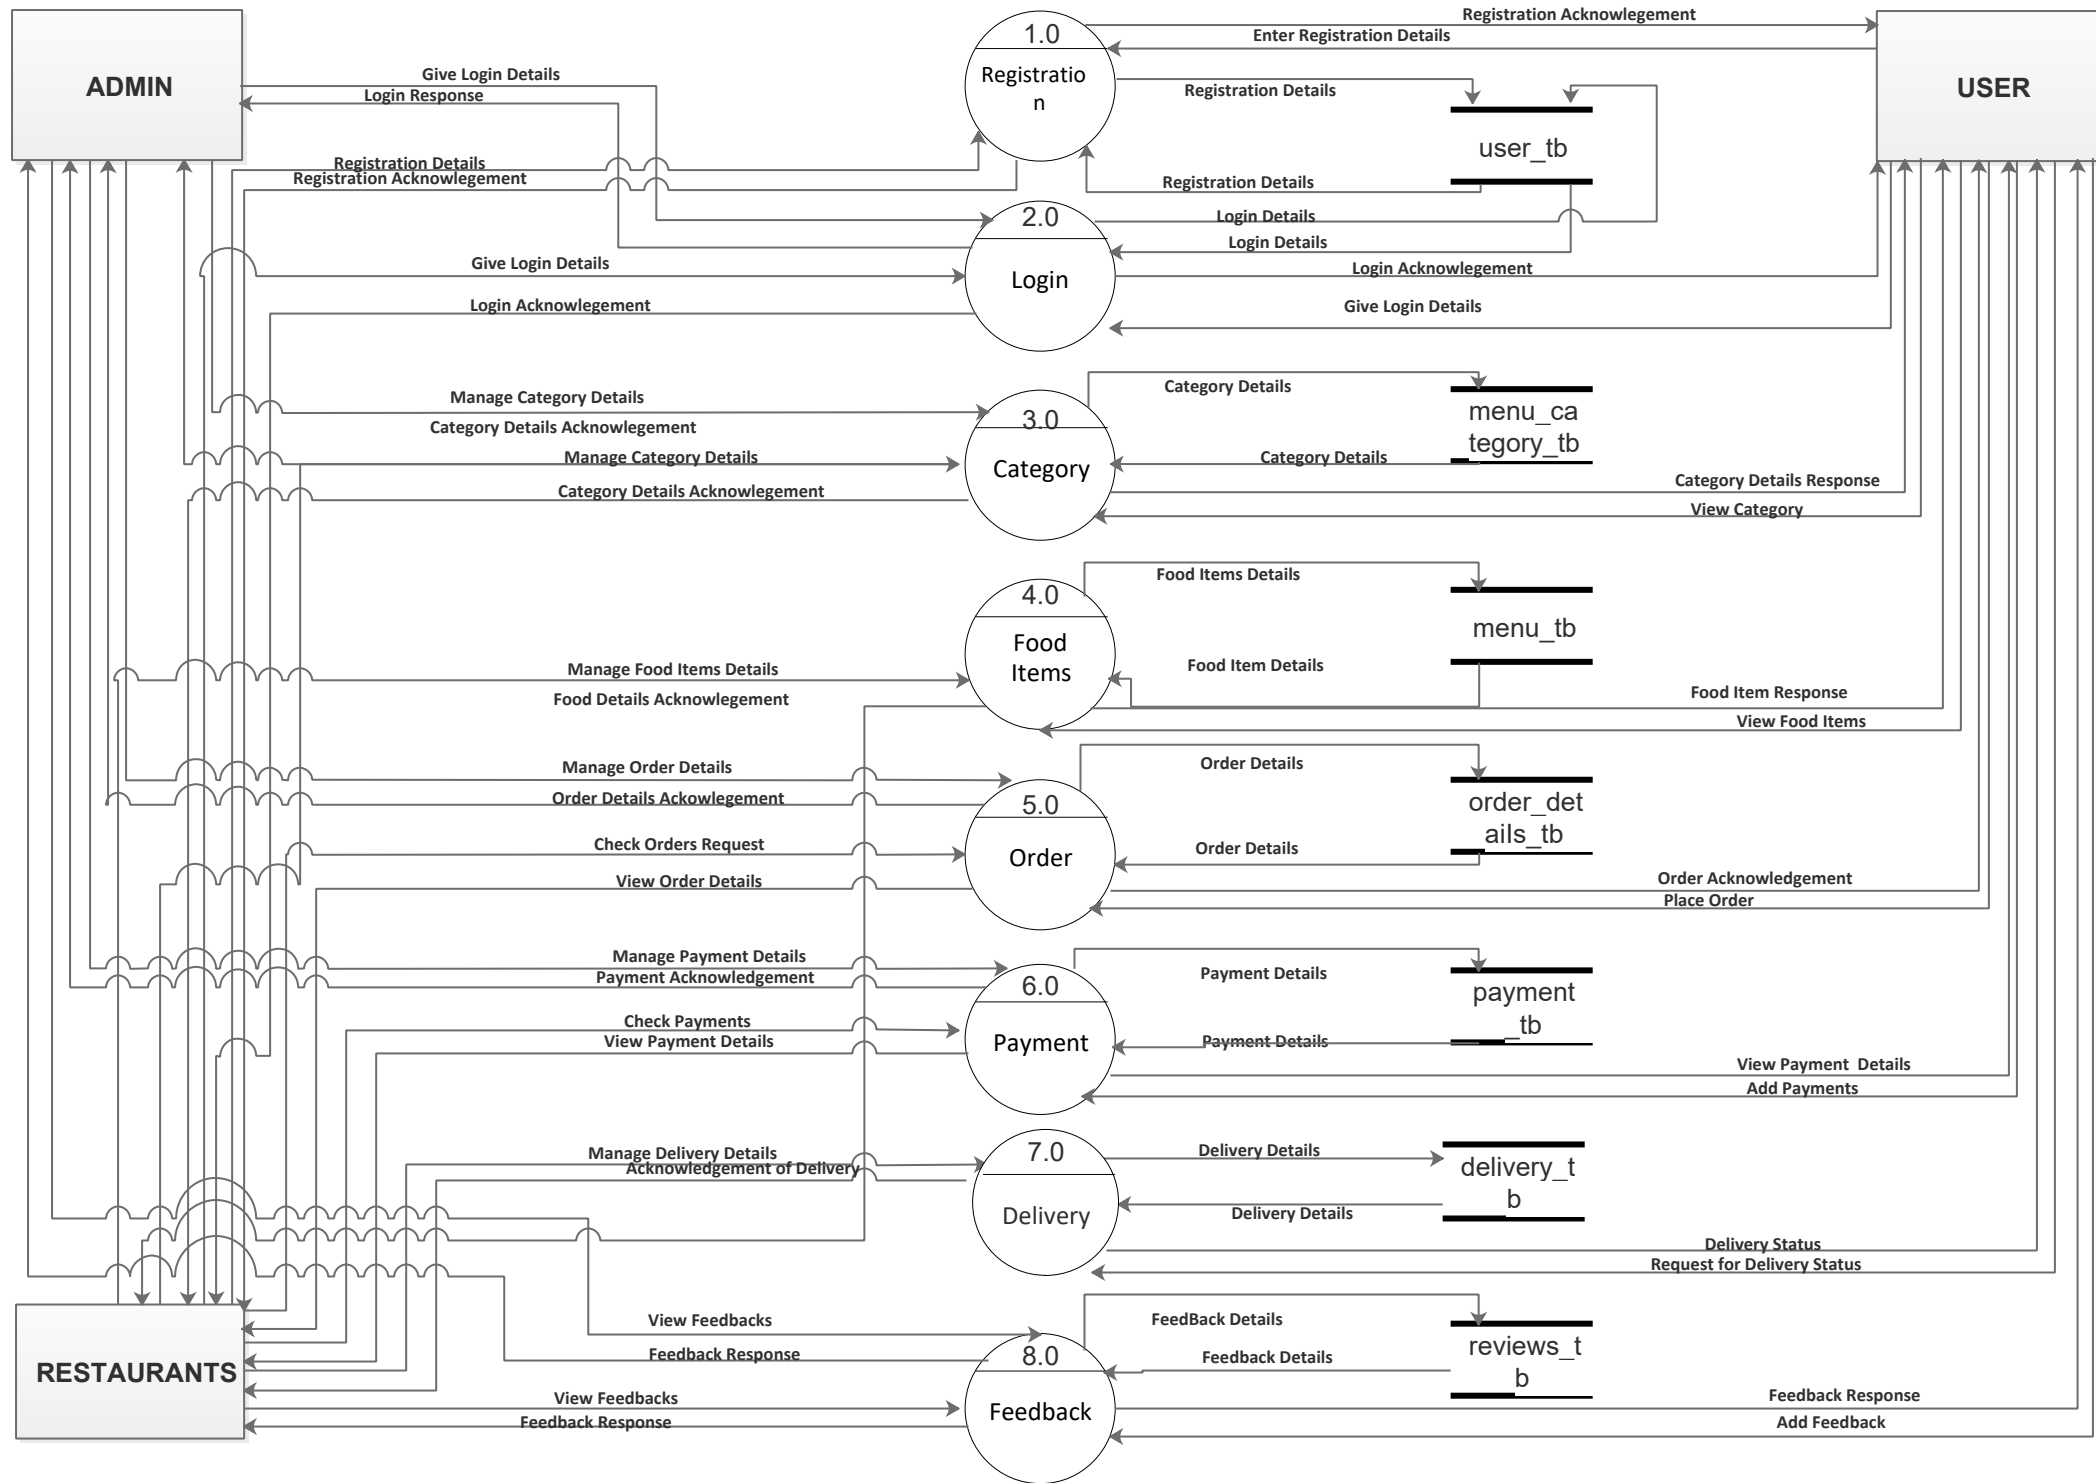 Registration Acknowlegement
Enter Registration Details
1.0
Registratio
n
ADMIN
USER
Give Login Details
Login Response
Registration Details
user_tb
Registration Details
Registration Acknowlegement
Registration Details
2.0
Login
Login Details
Login Details
Give Login Details
Login Acknowlegement
Login Acknowlegement
Give Login Details
Manage Category Details
Category Details Acknowlegement
Manage Category Details
Category Details Acknowlegement
3.0
Category
Category Details
Category Details
menu_ca
tegory_tb
Category Details Response
View Category
4.0
Food
Items
Food Items Details
Food Item Details
menu_tb
Manage Food Items Details
Food Details Acknowlegement
Food Item Response
View Food Items
Manage Order Details
Order Details Ackowlegement
Check Orders Request
View Order Details
5.0
Order
Order Details
Order Details
order_det
ails_tb
Order Acknowledgement
Place Order
Manage Payment Details
Payment Acknowledgement
Check Payments
View Payment Details
6.0
Payment
Payment Details
Payment Details
payment
_tb
View Payment  Details
Add Payments
Manage Delivery Details
Acknowledgement of Delivery
7.0
Delivery
Delivery Details
Delivery Details
delivery_t
b
Delivery Status
Request for Delivery Status
RESTAURANTS
View Feedbacks
Feedback Response
View Feedbacks
Feedback Response
8.0
Feedback
FeedBack Details
Feedback Details
reviews_t
b
Feedback Response
Add Feedback